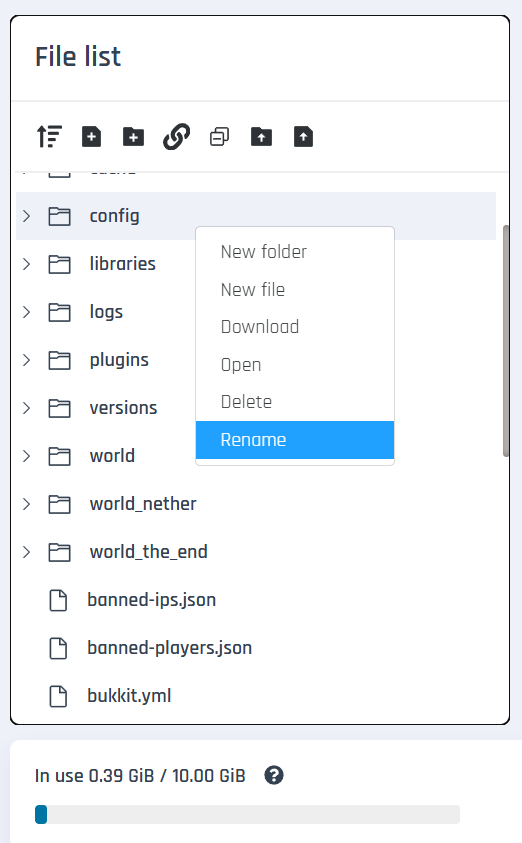 File list
config
New folder
libraries
New file
logs
Download
plugins
Open
versions
Delete
world
Rename
world_nether
world_the_end
banned-ips.json
banned-players.json
bukkit.yml
In use 0.39 GiB / 10.00 GiB